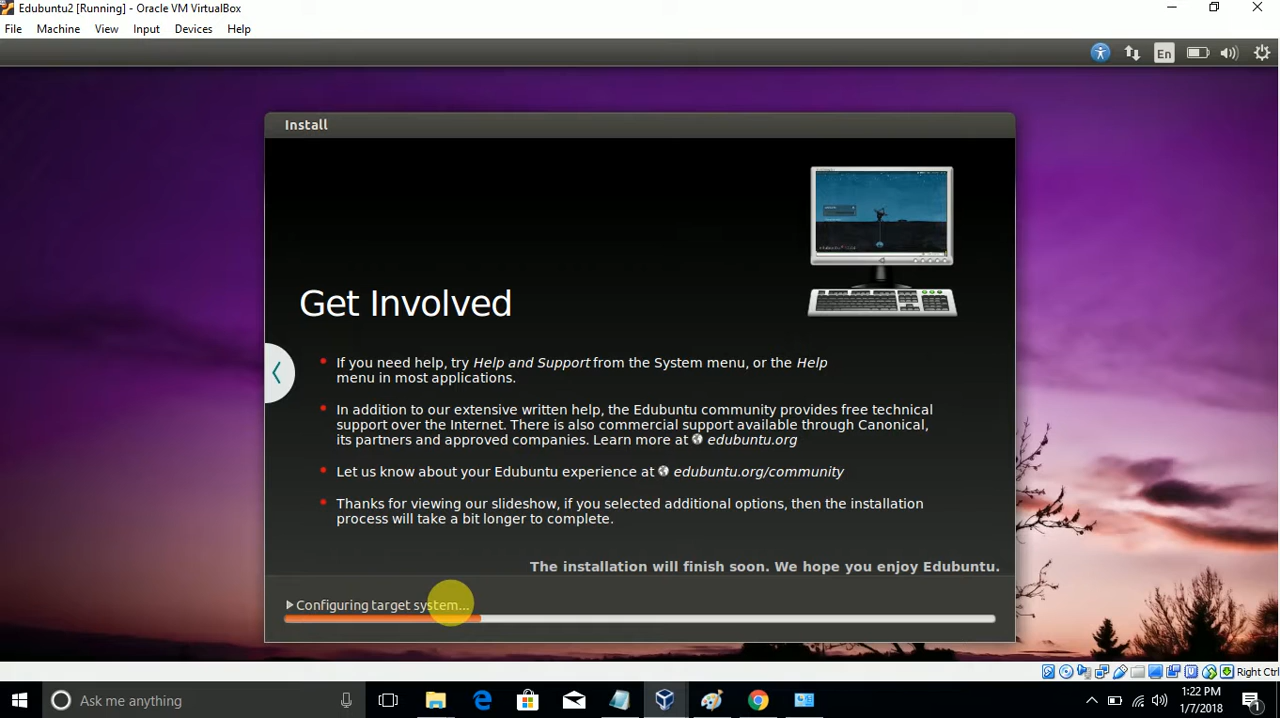 Edubuntu2 [Running] - Oracle VM VirtualBox
File Machine View Input Devices Help
En
Install
Get Involved
If you need help, try Help and Support from the System menu, or the Help
menu in most applications.
In addition to our extensive written help, the Edubuntu community provides free technical
support over the Internet. There is also commercial support available through Canonical,
its partners and approved companies. Learn more at edubuntu.org
Let us know about your Edubuntu experience at edubuntu.org/community
Thanks for viewing our slideshow, if you selected additional options, then the installation
process will take a bit longer to complete.
The installation will finish soon. We hope you enjoy Edubuntu.
Configuring target system...
Right Ctrl
Ask me anything
1:22 PM
1/7/2018
1